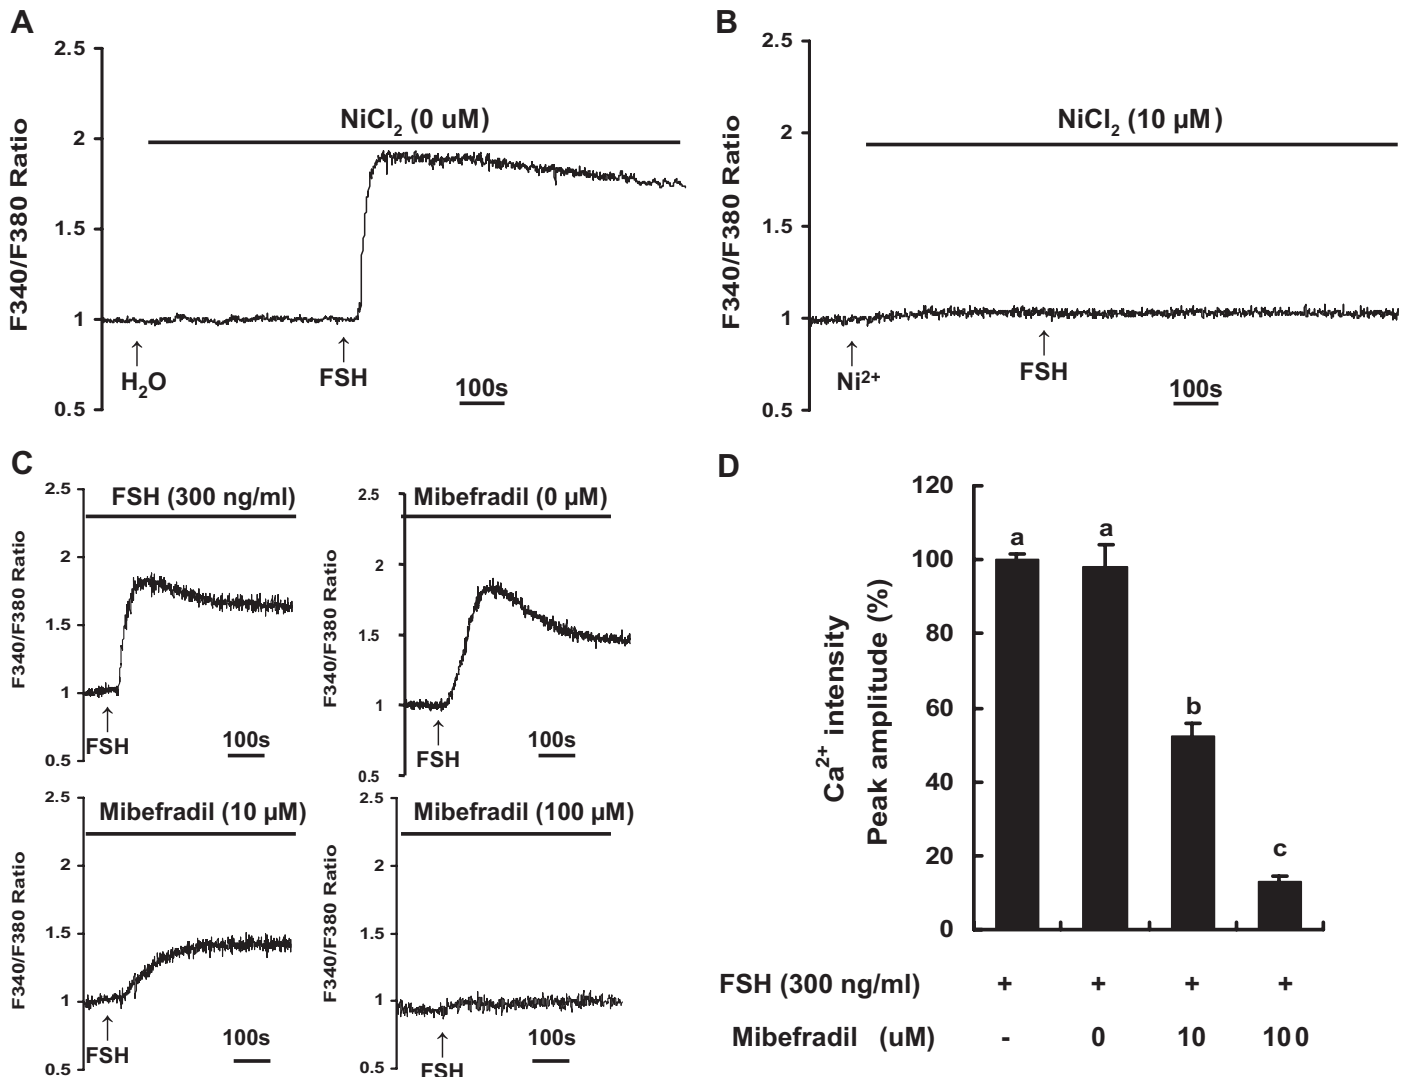 A
2.5
2
1.5
1
0.5
F340/F380 Ratio
NiCl2 (0 uM)
H2O
FSH
100s
B
2.5
2
1.5
1
0.5
F340/F380 Ratio
NiCl2 (10 µM)
Ni2+
FSH
100s
C
2.5
2
1.5
1
0.5
F340/F380 Ratio
FSH (300 ng/ml)
FSH
100s
2.5
2
1.5
1
0.5
F340/F380 Ratio
Mibefradil (0 µM)
FSH
100s
2.5
2
1.5
1
0.5
F340/F380 Ratio
Mibefradil (10 µM)
FSH
100s
2.5
2
1.5
1
0.5
F340/F380 Ratio
Mibefradil (100 µM)
FSH
100s
D
120
100
80
60
40
20
0
Ca2+ intensity
Peak amplitude (%)
a
a
b
c
FSH (300 ng/ml) + + + +
Mibefradil (uM) - 0 10 100